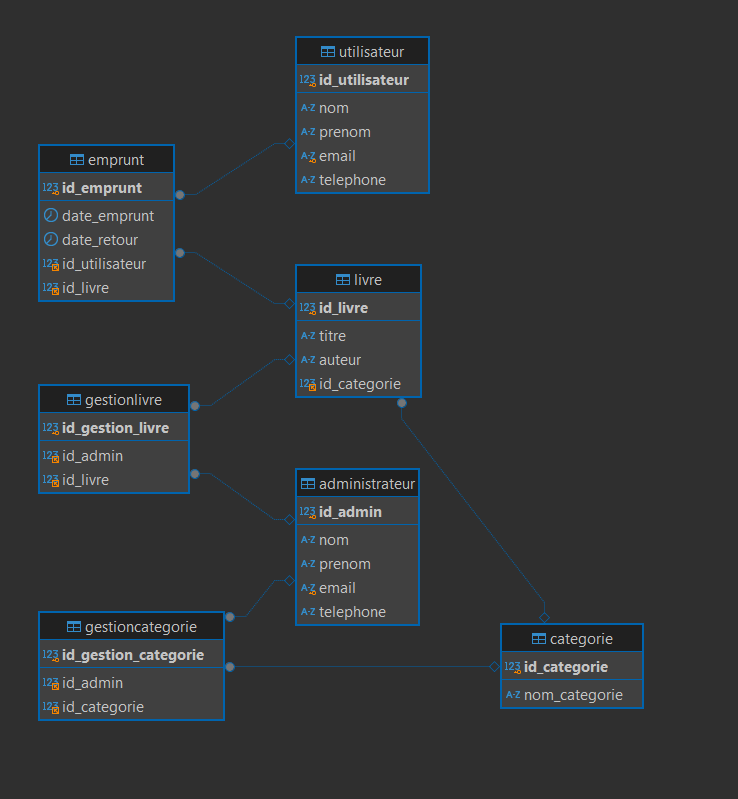 utilisateur
123 id_utilisateur
A-Z nom
A-Z prenom
A-Z email
A-Z telephone
emprunt
123 id_emprunt
date_emprunt
date_retour
123 id_utilisateur
123 id_livre
livre
123 id_livre
A-Z titre
A-Z auteur
123 id_categorie
gestionlivre
123 id_gestion_livre
123 id_admin
123 id_livre
administrateur
123 id_admin
A-Z nom
A-Z prenom
A-Z email
A-Z telephone
gestioncategorie
123 id_gestion_categorie
123 id_admin
123 id_categorie
categorie
123 id_categorie
A-Z nom_categorie